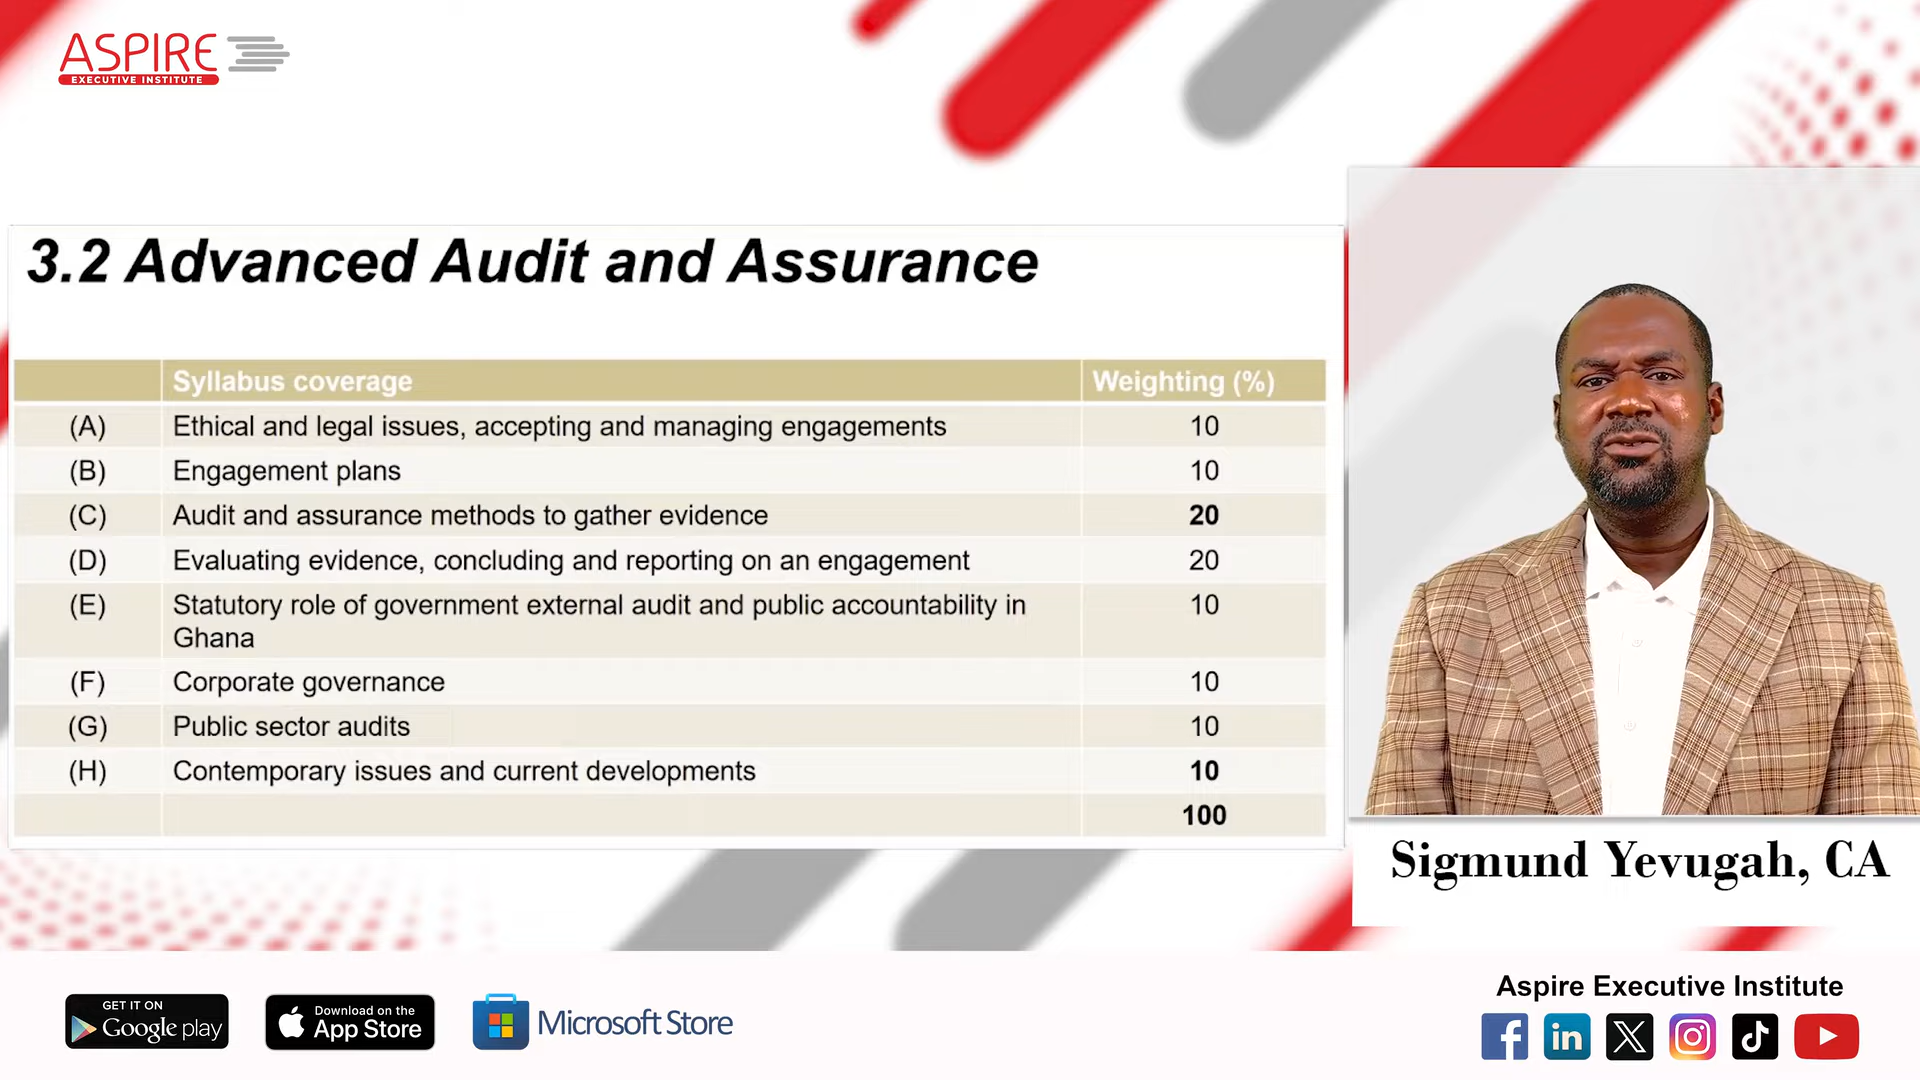 ASPIRE
EXECUTIVE INSTITUTE
3.2 Advanced Audit and Assurance
Syllabus coverage Weighting (%)
(A) Ethical and legal issues, accepting and managing engagements 10
(B) Engagement plans 10
(C) Audit and assurance methods to gather evidence 20
(D) Evaluating evidence, concluding and reporting on an engagement 20
(E) Statutory role of government external audit and public accountability in 10
Ghana
(F) Corporate governance 10
(G) Public sector audits 10
(H) Contemporary issues and current developments 10
100
Sigmund Yevugah, CA
GET IT ON
Google play
Download on the
App Store
Microsoft Store
Aspire Executive Institute